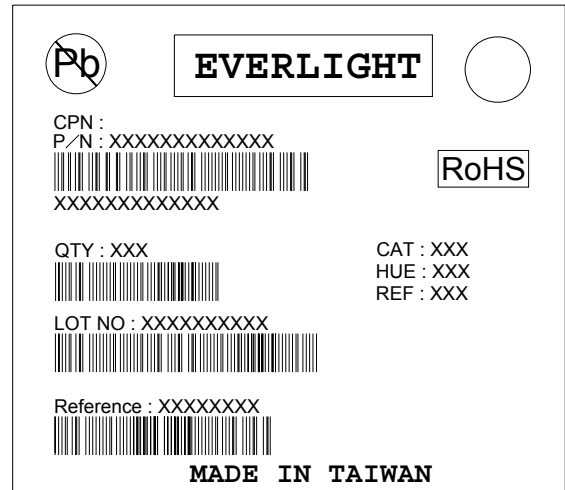 Pb
EVERLIGHT
CPN :
P/N : XXXXXXXXXXXXX
XXXXXXXXXXXXX
RoHS
QTY : XXX
CAT : XXX
HUE : XXX
REF : XXX
LOT NO : XXXXXXXXXX
Reference : XXXXXXXX
MADE IN TAIWAN